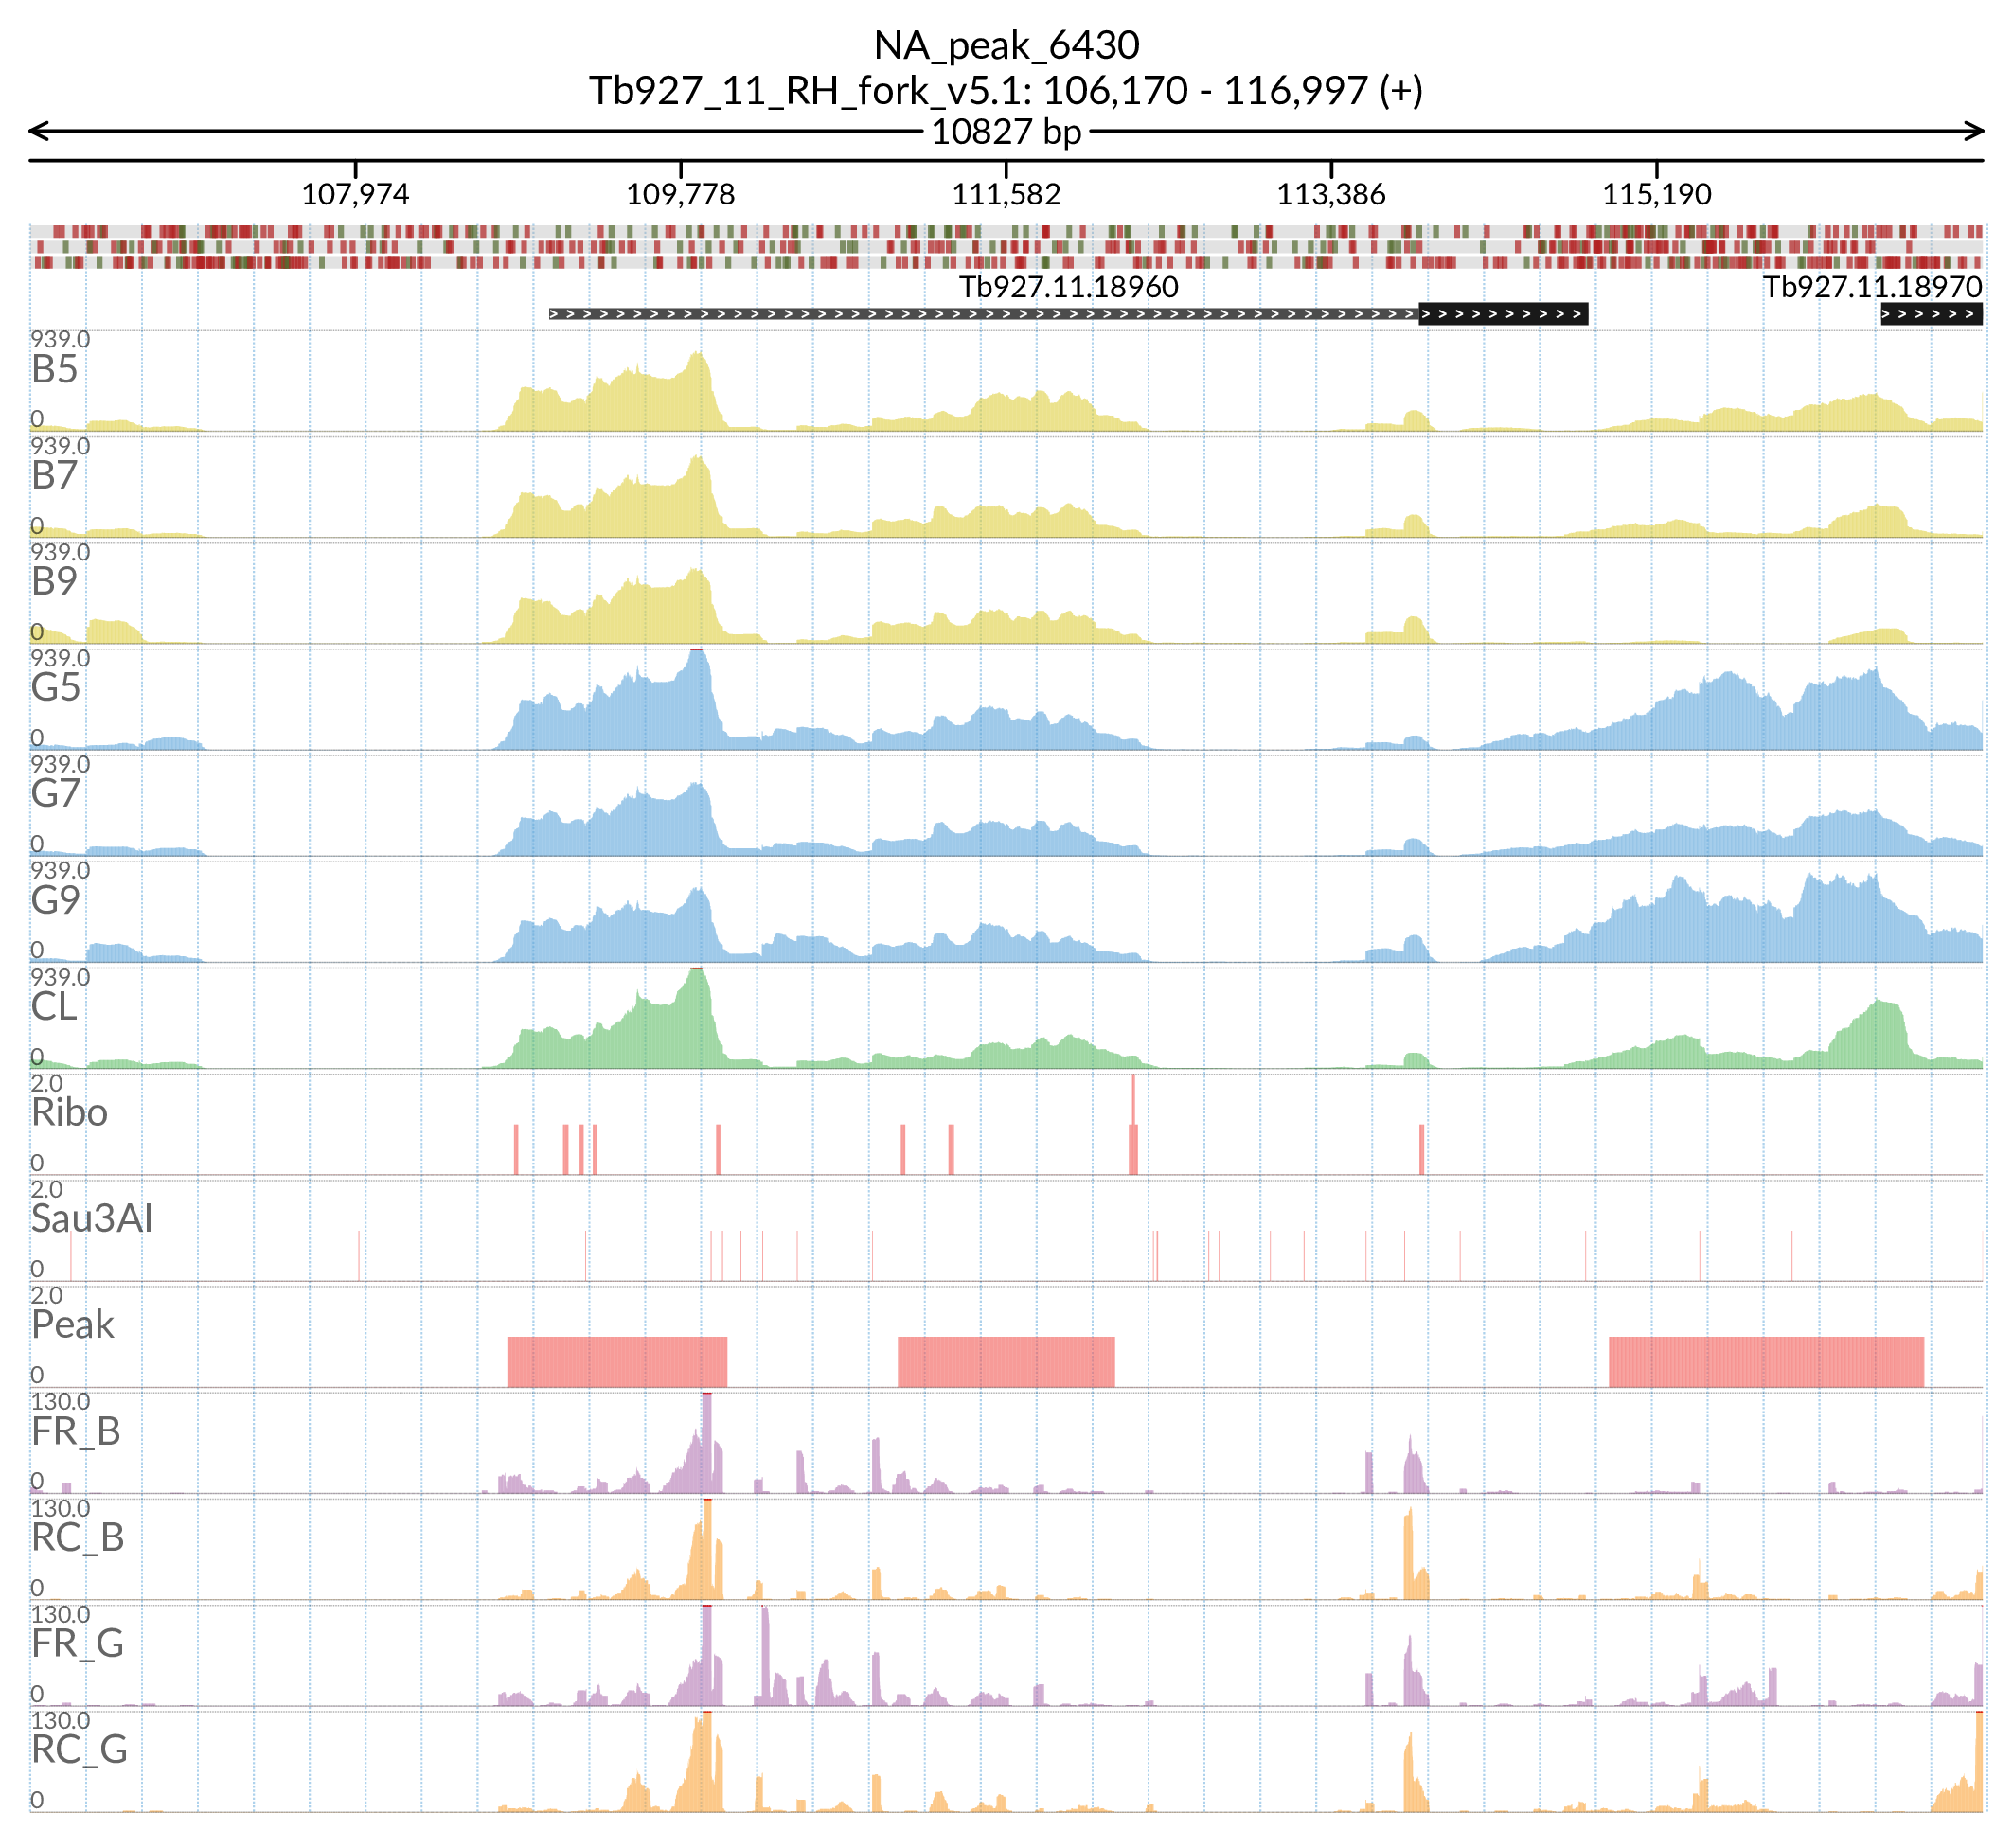 NA_peak_6430
Tb927_11_RH_fork_v5.1: 106,170 - 116,997 (+)
10827 bp
107,974 109,778 111,582 113,386 115,190
Tb927.11.18960 Tb927.11.18970
939.0
B5
0
939.0
B7
0
939.0
B9
0
939.0
G5
0
939.0
G7
0
939.0
G9
0
939.0
CL
0
2.0
Ribo
0
2.0
Sau3AI
0
2.0
Peak
0
130.0
FR_B
0
130.0
RC_B
0
130.0
FR_G
0
130.0
RC_G
0